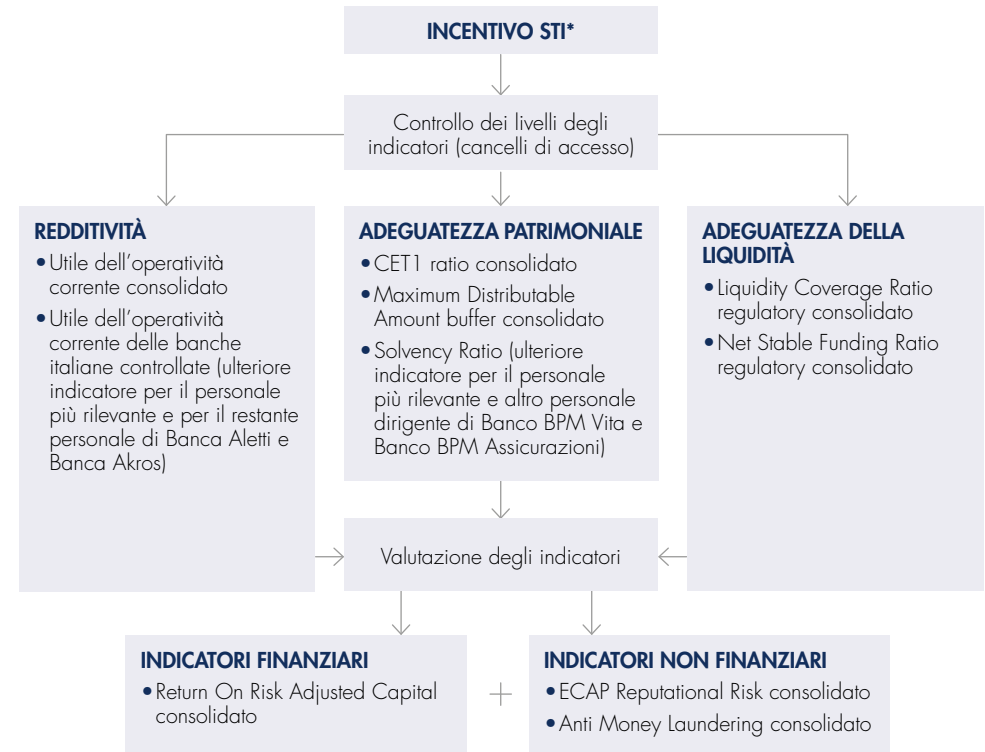 INCENTIVO STI*
Controllo dei livelli degli
indicatori (cancelli di accesso)
REDDITIVITÀ
•Utile dell'operatività
corrente consolidato
•Utile dell'operatività
corrente delle banche
italiane controllate (ulteriore
indicatore per il personale
più rilevante e per il restante
personale di Banca Aletti e
Banca Akros)
ADEGUATEZZA PATRIMONIALE
•CET1 ratio consolidato
•Maximum Distributable
Amount buffer consolidato
•Solvency Ratio (ulteriore
indicatore per il personale
più rilevante e altro personale
dirigente di Banco BPM Vita e
Banco BPM Assicurazioni)
ADEGUATEZZA DELLA
LIQUIDITÀ
•Liquidity Coverage Ratio
regulatory consolidato
•Net Stable Funding Ratio
regulatory consolidato
Valutazione degli indicatori
INDICATORI FINANZIARI
•Return On Risk Adjusted Capital
consolidato
+
INDICATORI NON FINANZIARI
•ECAP Reputational Risk consolidato
•Anti Money Laundering consolidato